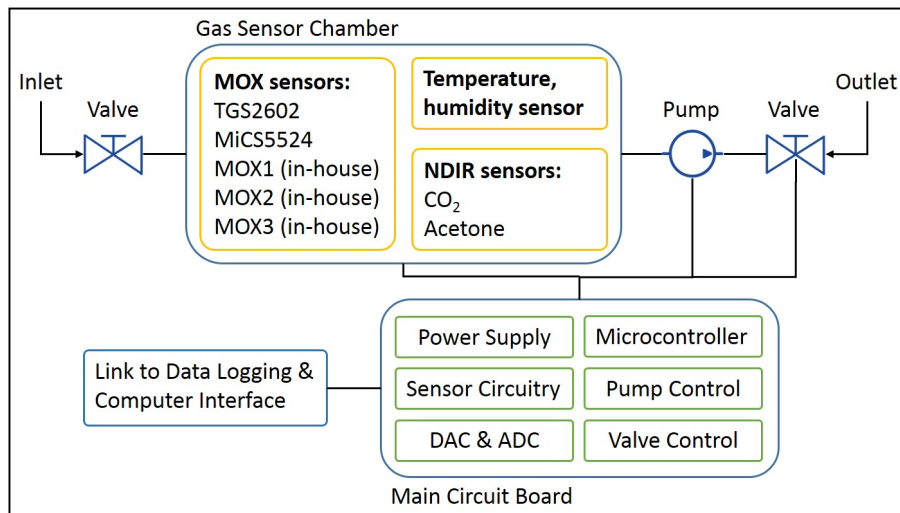 Gas Sensor Chamber
Inlet
Valve
MOX sensors:
TGS2602
MiCS5524
MOX1 (in-house)
MOX2 (in-house)
MOX3 (in-house)
Temperature,
humidity sensor
NDIR sensors:
CO₂
Acetone
Pump
Valve
Outlet
Power Supply
Microcontroller
Sensor Circuitry
Pump Control
DAC & ADC
Valve Control
Link to Data Logging &
Computer Interface
Main Circuit Board